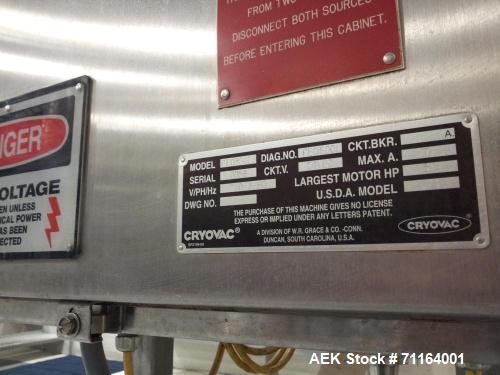 FROM TWO
DISCONNECT BOTH SOURCES
BEFORE ENTERING THIS CABINET.
NGER
VOLTAGE
EN UNLESS
ICAL POWER
AS BEEN
ECTED
MODEL DIAG.NO. CKT.BKR. A.
SERIAL CKT.V. MAX. A.
V/PH/Hz LARGEST MOTOR HP
DWG NO. U.S.D.A. MODEL
THE PURCHASE OF THIS MACHINE GIVES NO LICENSE
EXPRESS OR IMPLIED UNDER ANY LETTERS PATENT.
CRYOVAC® A DIVISION OF W.R. GRACE & CO. -CONN. CRYOVAC
DUNCAN, SOUTH CAROLINA, U.S.A.
AEK Stock # 71164001